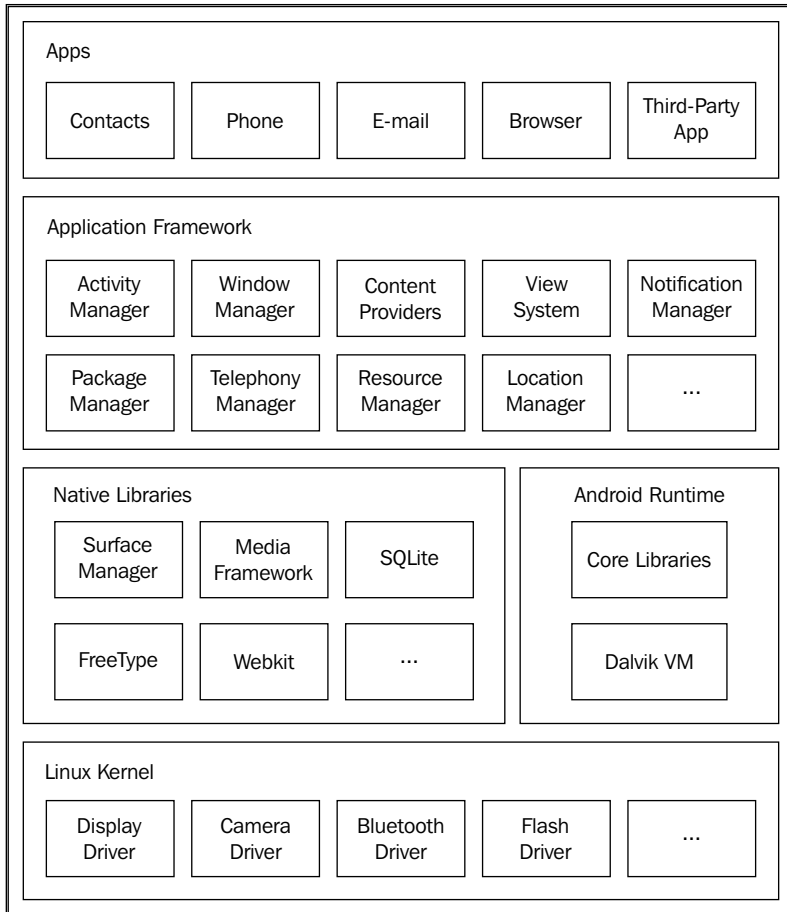 Apps
Contacts
Phone
E-mail
Browser
Third-Party
App
Application Framework
Activity
Manager
Window
Manager
Content
Providers
View
System
Notification
Manager
Package
Manager
Telephony
Manager
Resource
Manager
Location
Manager
...
Native Libraries
Surface
Manager
Media
Framework
SQLite
FreeType
Webkit
...
Android Runtime
Core Libraries
Dalvik VM
Linux Kernel
Display
Driver
Camera
Driver
Bluetooth
Driver
Flash
Driver
...